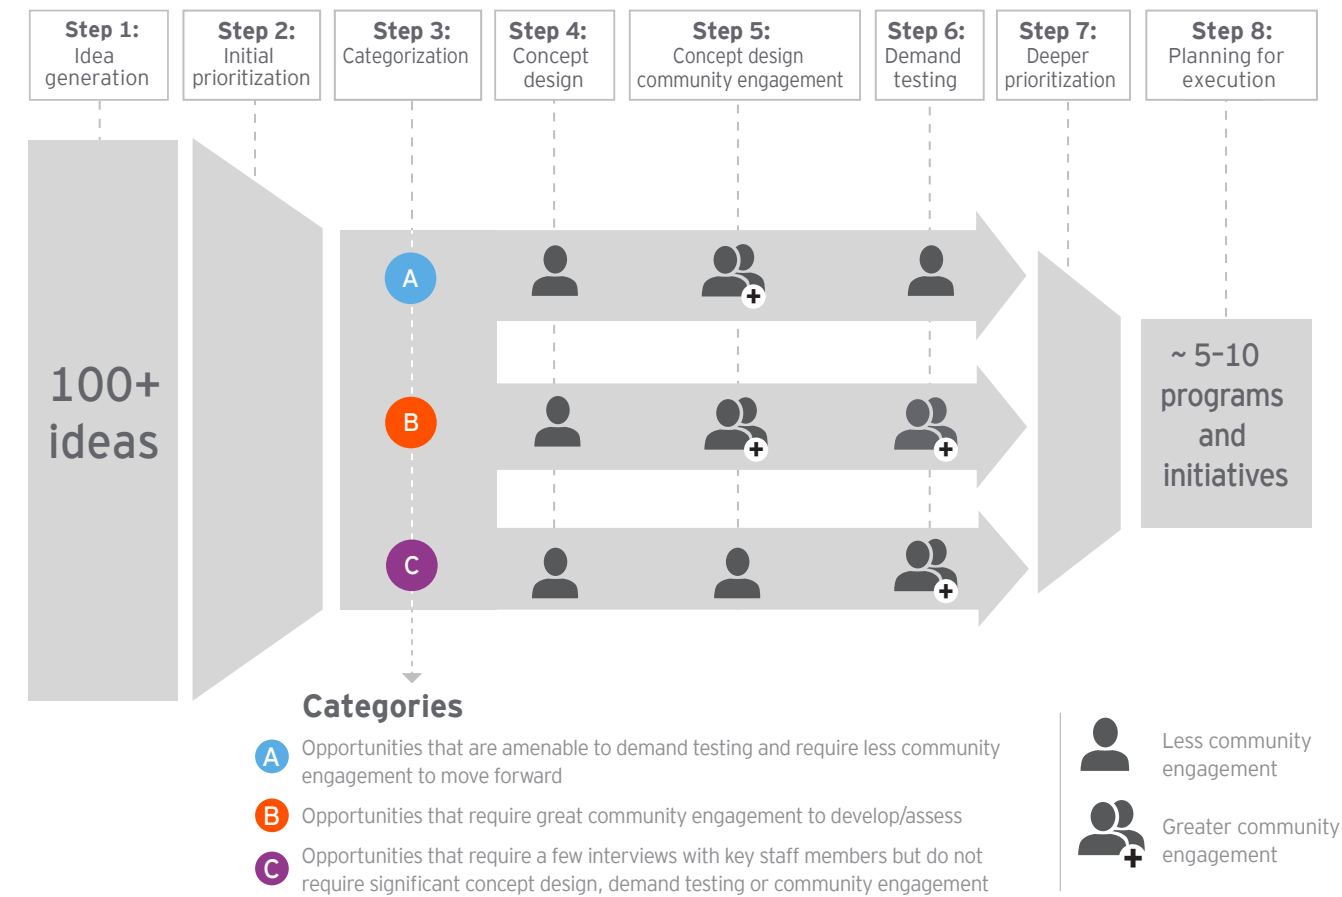 Step 1:
Idea
generation
Step 2:
Initial
prioritization
Step 3:
Categorization
Step 4:
Concept
design
Step 5:
Concept design
community engagement
Step 6:
Demand
testing
Step 7:
Deeper
prioritization
Step 8:
Planning for
execution
100+
ideas
A
B
C
~ 5–10
programs
and
initiatives
Categories
A
Opportunities that are amenable to demand testing and require less community
engagement to move forward
B
Opportunities that require great community engagement to develop/assess
C
Opportunities that require a few interviews with key staff members but do not
require significant concept design, demand testing or community engagement
Less community
engagement
Greater community
engagement